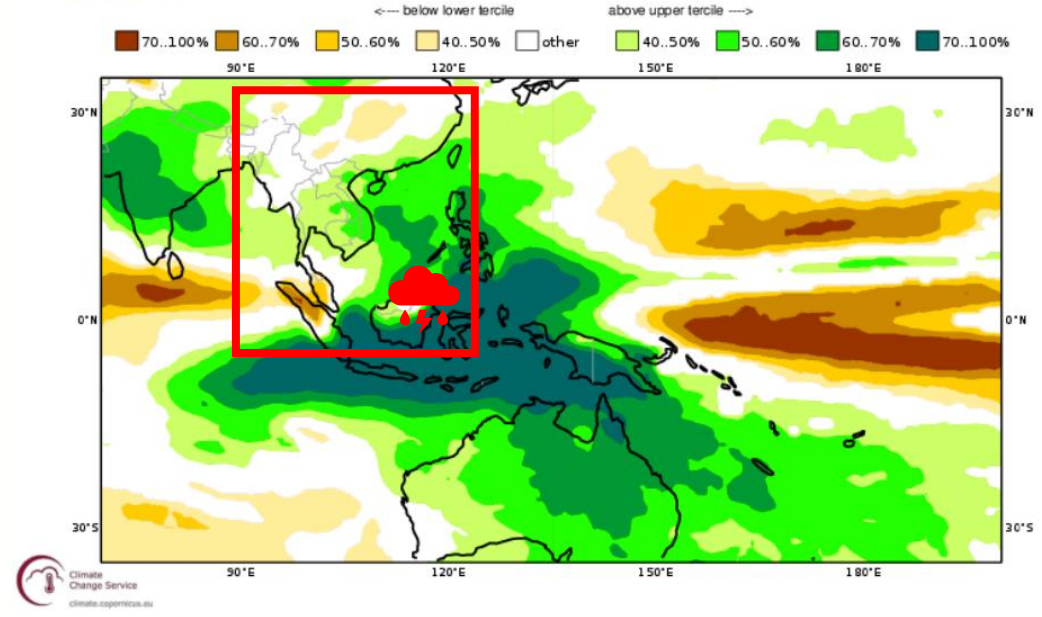 <---- below lower tercile above upper tercile ---->
70..100% 60..70% 50..60% 40..50% other 40..50% 50..60% 60..70% 70..100%
90°E 120°E 150°E 180°E
30°N 30°N
0°N 0°N
30°S 30°S
90°E 120°E 150°E 180°E
Climate
Change Service
climate.copernicus.eu